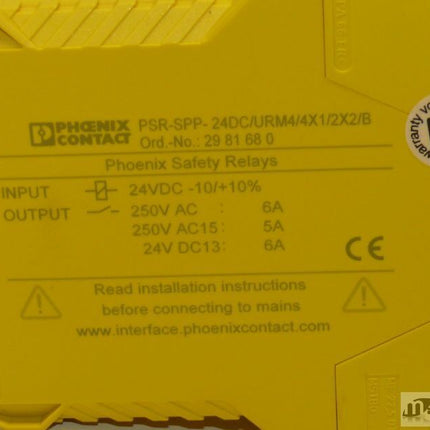 PHŒNIX CONTACT
PSR-SPP- 24DC/URM4/4X1/2X2/B
Ord.-No.: 29 81 68 0
Phoenix Safety Relays
INPUT 24VDC -10/+10%
OUTPUT 250V AC : 6A
250V AC15 : 5A
24V DC13 : 6A
CE
Read installation instructions
before connecting to mains
www.interface.phoenixcontact.com
warranty